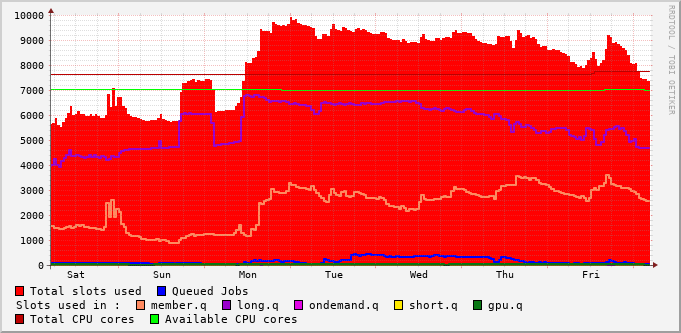 10000
9000
8000
7000
6000
5000
4000
3000
2000
1000
0
Sat Sun Mon Tue Wed Thu Fri
RRDTOOL / TOBI OETIKER
Total slots used Queued Jobs
Slots used in : member.q long.q ondemand.q short.q gpu.q
Total CPU cores Available CPU cores